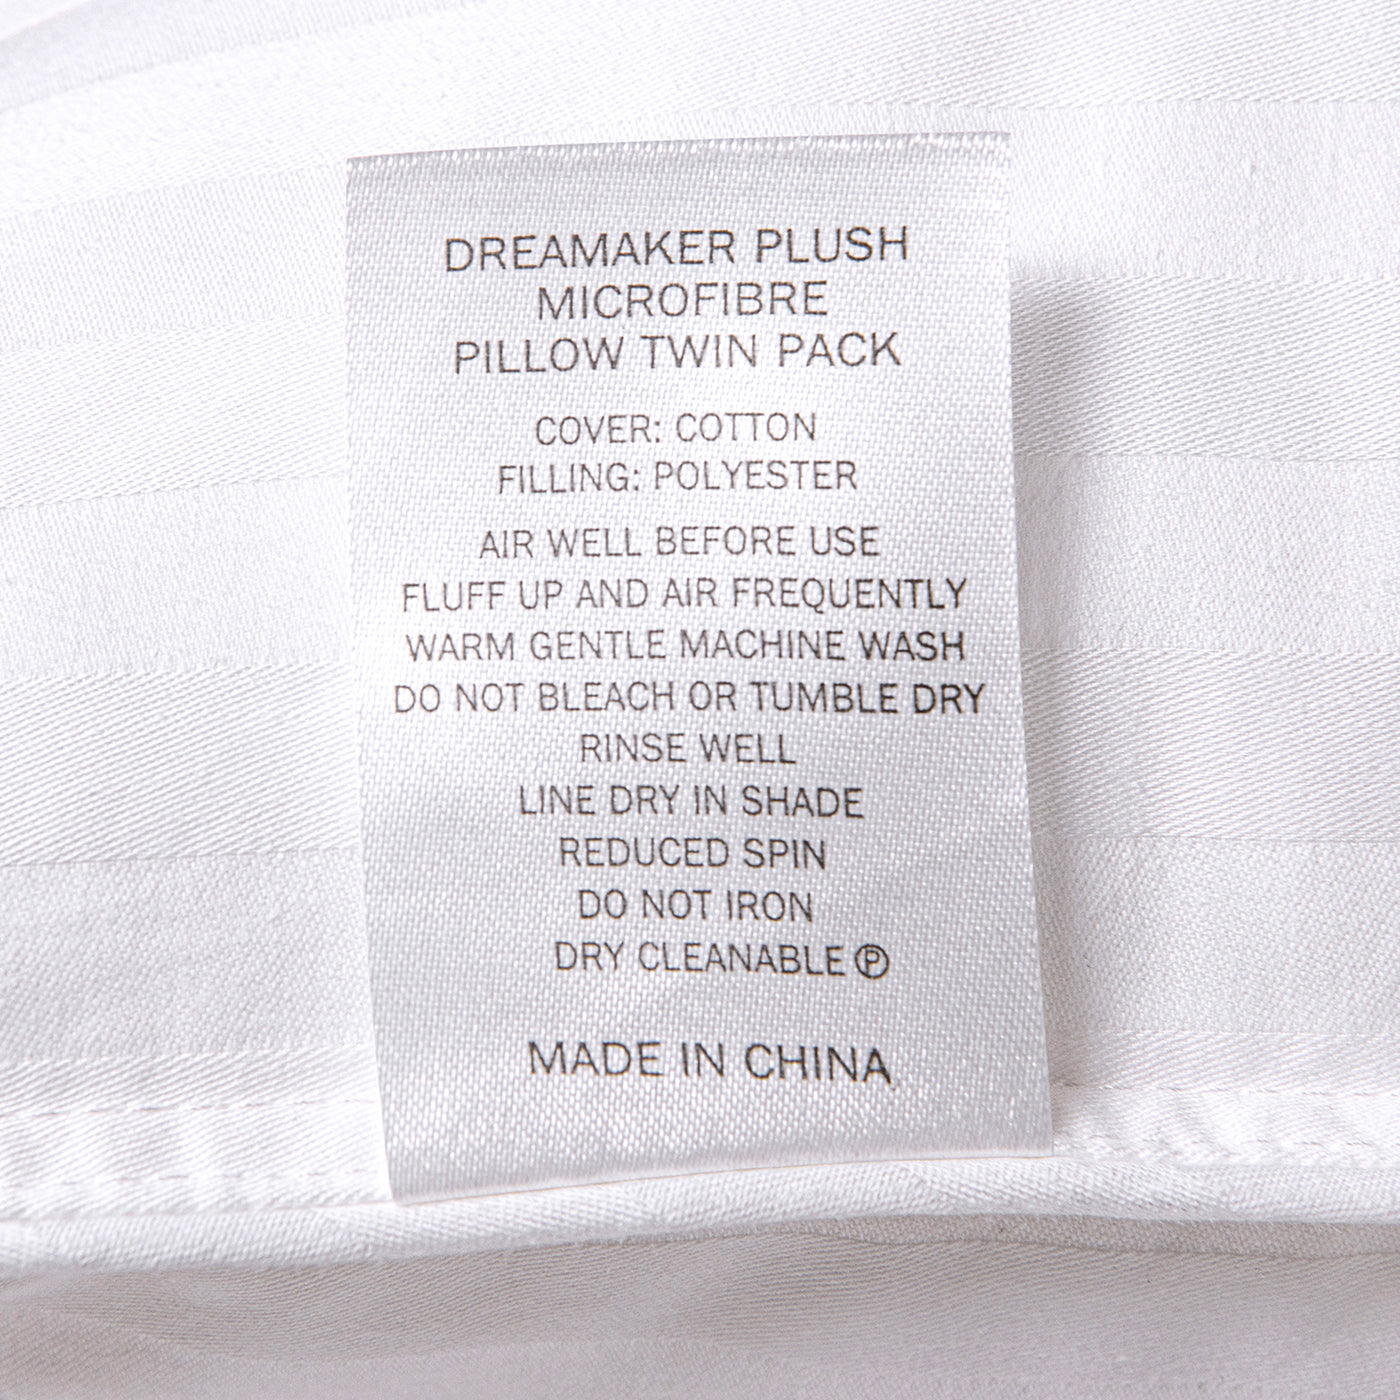 DREAMAKER PLUSH
MICROFIBRE
PILLOW TWIN PACK
COVER: COTTON
FILLING: POLYESTER
AIR WELL BEFORE USE
FLUFF UP AND AIR FREQUENTLY
WARM GENTLE MACHINE WASH
DO NOT BLEACH OR TUMBLE DRY
RINSE WELL
LINE DRY IN SHADE
REDUCED SPIN
DO NOT IRON
DRY CLEANABLE Ⓟ
MADE IN CHINA